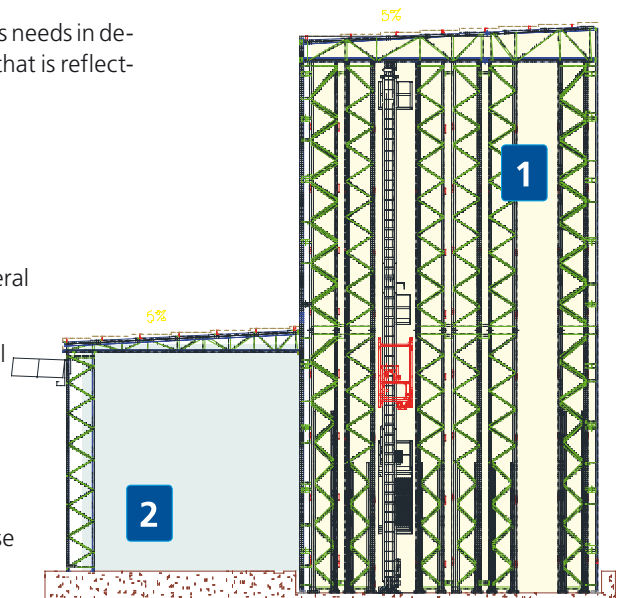 s needs in de-
that is reflect-
5%
1
eral
5%
l
2
se